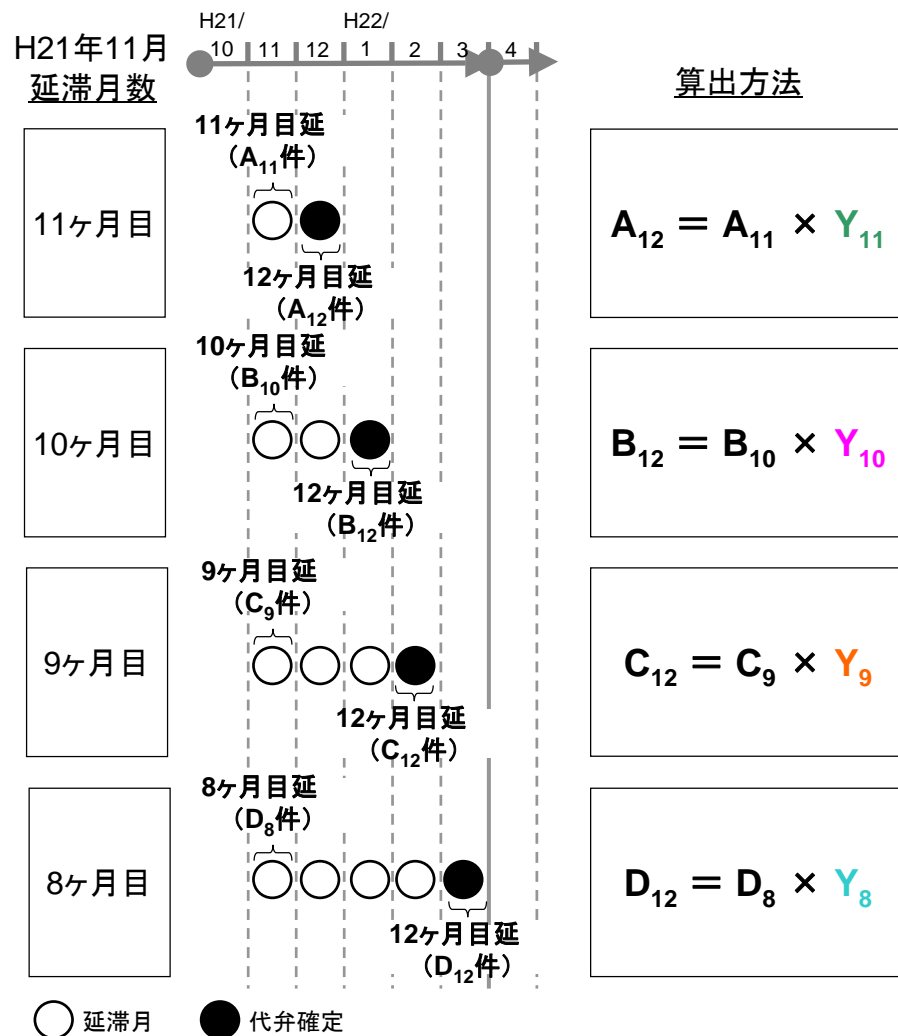 H21年11月
延滞月数
H21/
H22/
10 11 12 1 2 3 4
算出方法
11ヶ月目
11ヶ月目延
（A11件）
12ヶ月目延
（A12件）
A12 ＝ A11 × Y11
10ヶ月目
10ヶ月目延
（B10件）
12ヶ月目延
（B12件）
B12 ＝ B10 × Y10
9ヶ月目
9ヶ月目延
（C9件）
12ヶ月目延
（C12件）
C12 ＝ C9 × Y9
8ヶ月目
8ヶ月目延
（D8件）
12ヶ月目延
（D12件）
D12 ＝ D8 × Y8
延滞月 代弁確定